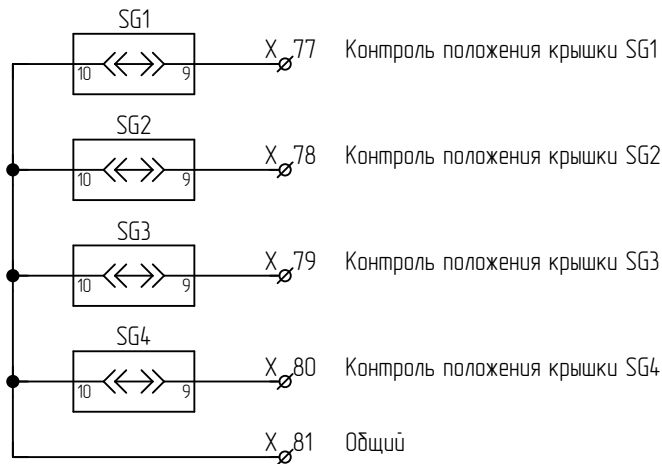 SG1
X 77 Контроль положения крышки SG1
10 9
SG2
X 78 Контроль положения крышки SG2
10 9
SG3
X 79 Контроль положения крышки SG3
10 9
SG4
X 80 Контроль положения крышки SG4
10 9
X 81 Общий